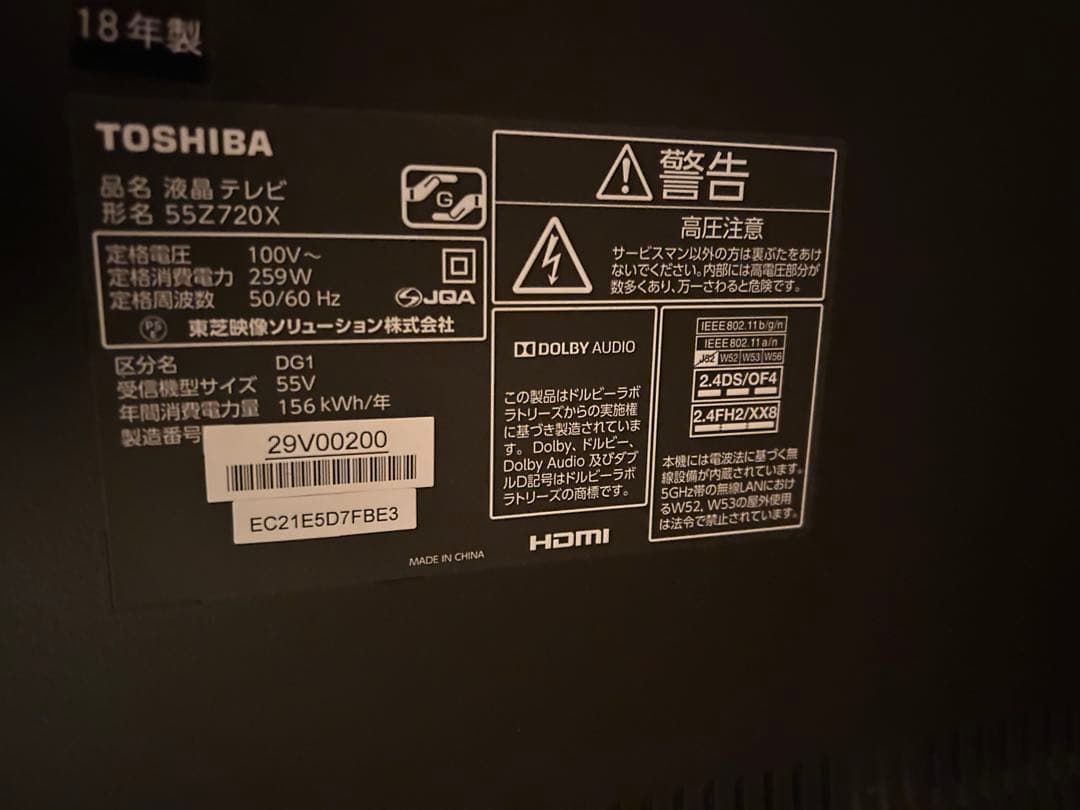 18年製
TOSHIBA
品名 液晶テレビ
形名 55Z720X
G
定格電圧 100V～
定格消費電力 259W
定格周波数 50/60 Hz
JQA
PS E 東芝映像ソリューション株式会社
区分名 DG1
受信機型サイズ 55V
年間消費電力量 156 kWh/年
製造番号
29V00200
EC21E5D7FBE3
MADE IN CHINA
警告
高圧注意
サービスマン以外の方は裏ぶたをあけ
ないでください。内部には高電圧部分が
数多くあり、万一さわると危険です。
DOLBY AUDIO
この製品はドルビーラボ
ラトリーズからの実施権
に基づき製造されていま
す。Dolby、ドルビー、
Dolby Audio 及びダブ
ルD記号はドルビーラボ
ラトリーズの商標です。
HDMI
IEEE802.11b/g/n
IEEE802.11a/n
J52 W52 W53 W56
2.4DS/OF4
2.4FH2/XX8
本機には電波法に基づく無
線設備が内蔵されています。
5GHz帯の無線LANにおけ
るW52、W53の屋外使用
は法令で禁止されています。